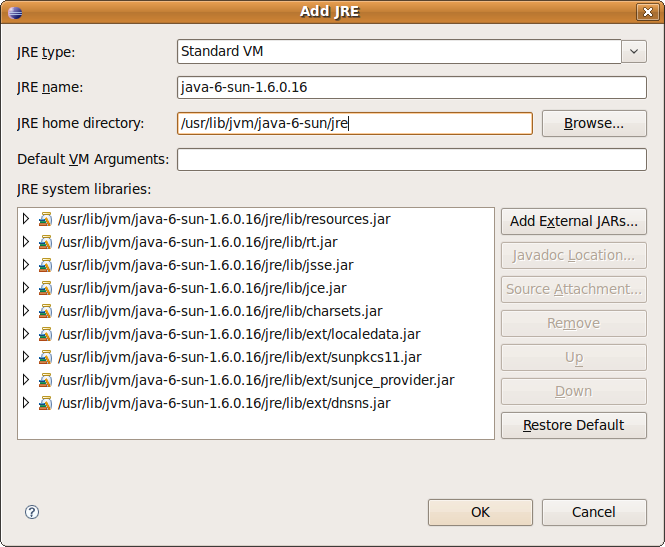 Add JRE
JRE type: Standard VM
JRE name: java-6-sun-1.6.0.16
JRE home directory: /usr/lib/jvm/java-6-sun/jre Browse...
Default VM Arguments:
JRE system libraries:
/usr/lib/jvm/java-6-sun-1.6.0.16/jre/lib/resources.jar
/usr/lib/jvm/java-6-sun-1.6.0.16/jre/lib/rt.jar
/usr/lib/jvm/java-6-sun-1.6.0.16/jre/lib/jsse.jar
/usr/lib/jvm/java-6-sun-1.6.0.16/jre/lib/jce.jar
/usr/lib/jvm/java-6-sun-1.6.0.16/jre/lib/charsets.jar
/usr/lib/jvm/java-6-sun-1.6.0.16/jre/lib/ext/localedata.jar
/usr/lib/jvm/java-6-sun-1.6.0.16/jre/lib/ext/sunpkcs11.jar
/usr/lib/jvm/java-6-sun-1.6.0.16/jre/lib/ext/sunjce_provider.jar
/usr/lib/jvm/java-6-sun-1.6.0.16/jre/lib/ext/dnsns.jar
Add External JARs...
Javadoc Location...
Source Attachment...
Remove
Up
Down
Restore Default
? OK Cancel